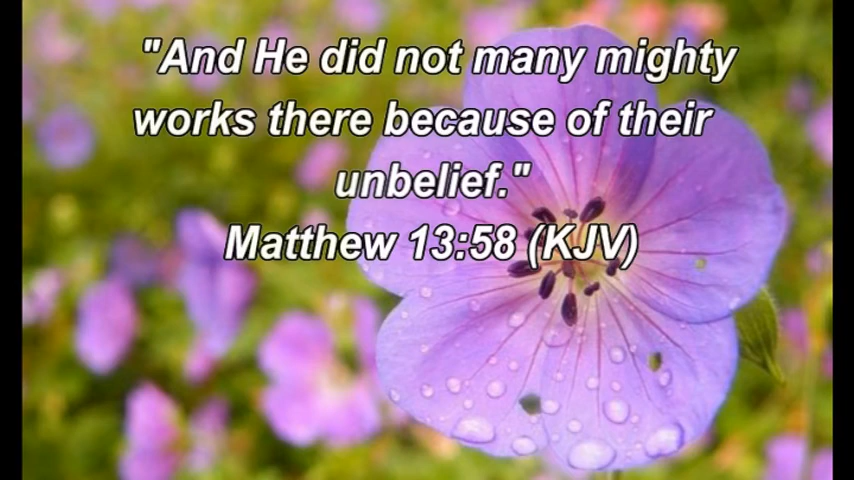 "And He did not many mighty
works there because of their
unbelief."
Matthew 13:58 (KJV)